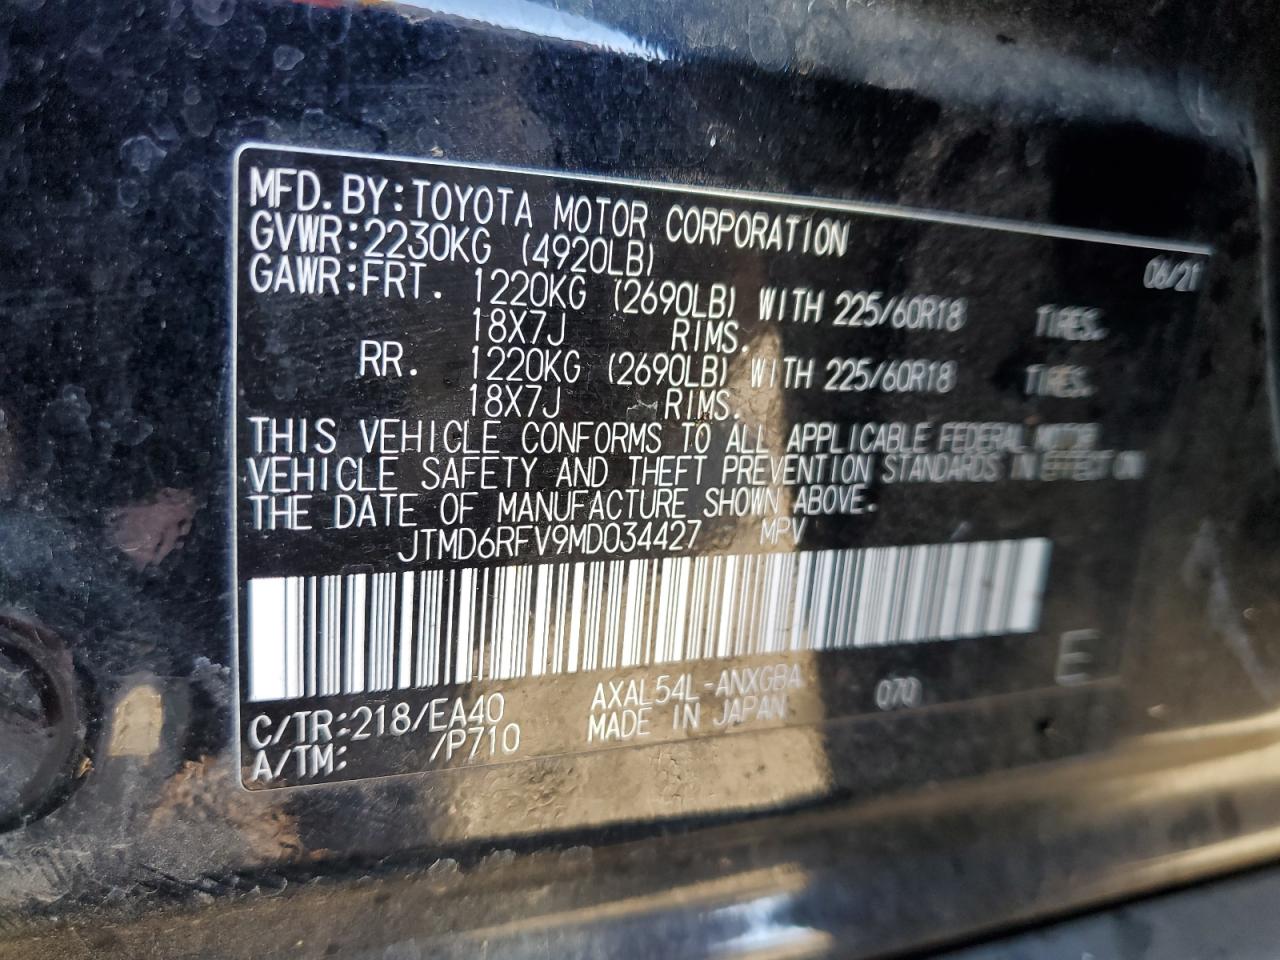 MFD.BY:TOYOTA MOTOR CORPORATION 06/21
GVWR:2230KG (4920LB)
GAWR:FRT. 1220KG (2690LB) WITH 225/60R18 TIRES.
18X7J RIMS.
RR. 1220KG (2690LB) WITH 225/60R18 TIRES.
18X7J RIMS.
THIS VEHICLE CONFORMS TO ALL APPLICABLE FEDERAL MOTOR
VEHICLE SAFETY AND THEFT PREVENTION STANDARDS IN EFFECT ON
THE DATE OF MANUFACTURE SHOWN ABOVE.
JTMD6RFV9MD034427 MPV
E
C/TR:218/EA40 AXAL54L-ANXGBA 070
A/TM: /P710 MADE IN JAPAN